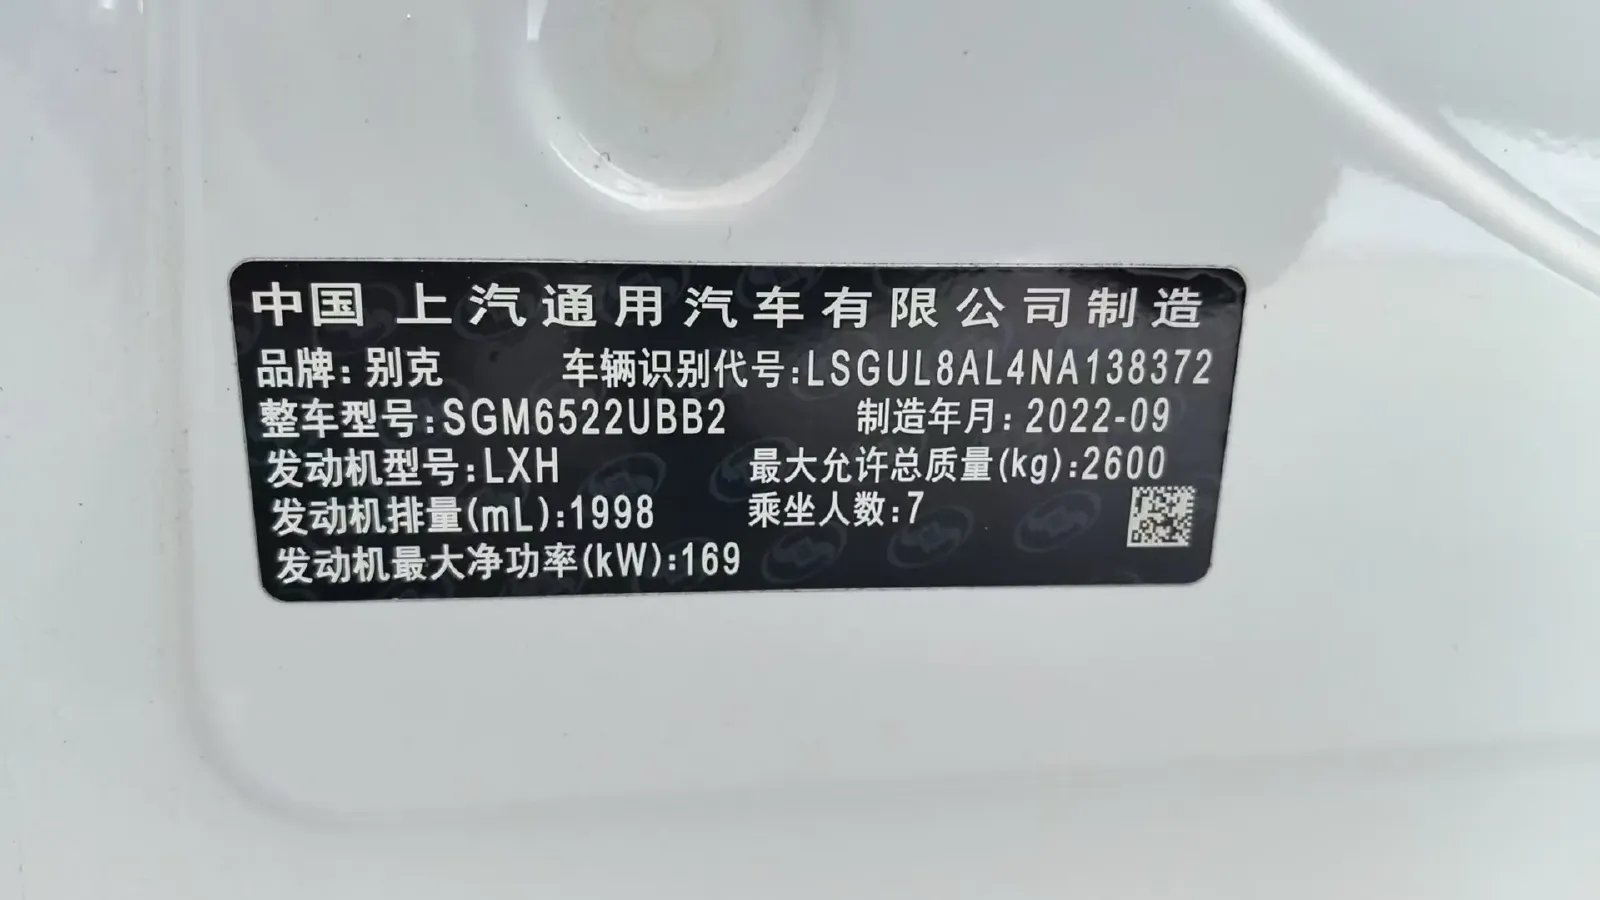 中国 上汽通用汽车有限公司制造
品牌: 别克 车辆识别代号:LSGUL8AL4NA138372
整车型号:SGM6522UBB2 制造年月: 2022-09
发动机型号:LXH 最大允许总质量(kg):2600
发动机排量(mL):1998 乘坐人数:7
发动机最大净功率(kW):169